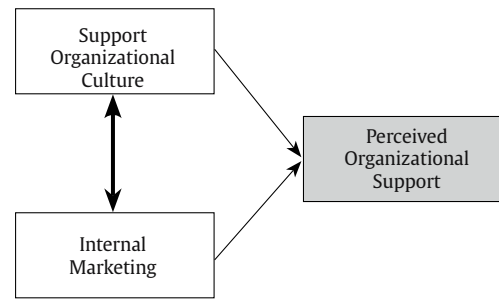 Support
Organizational
Culture
Perceived
Organizational
Support
Internal
Marketing